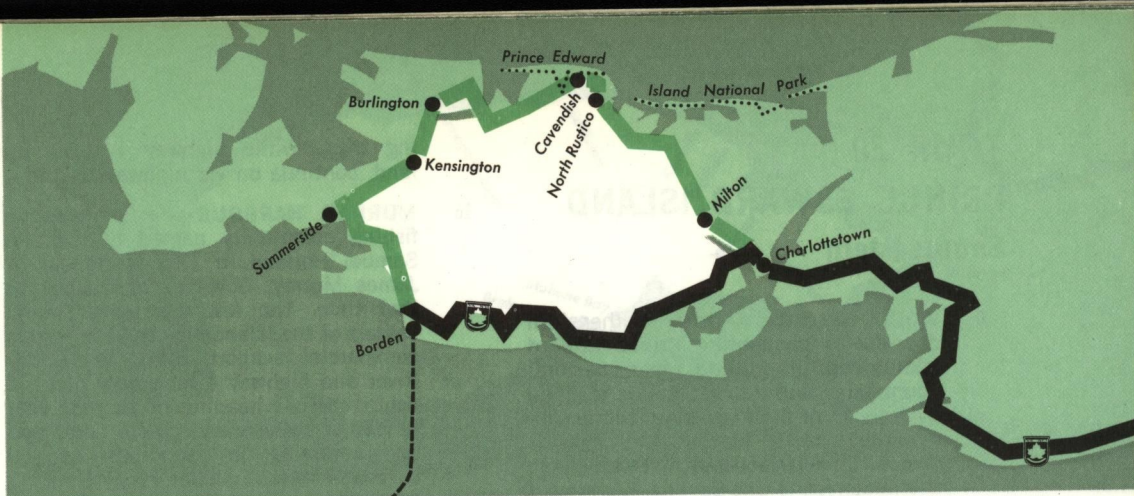 Prince Edward
Island National Park
Burlington
Cavendish
North Rustico
Kensington
Milton
Summerside
Charlottetown
Borden